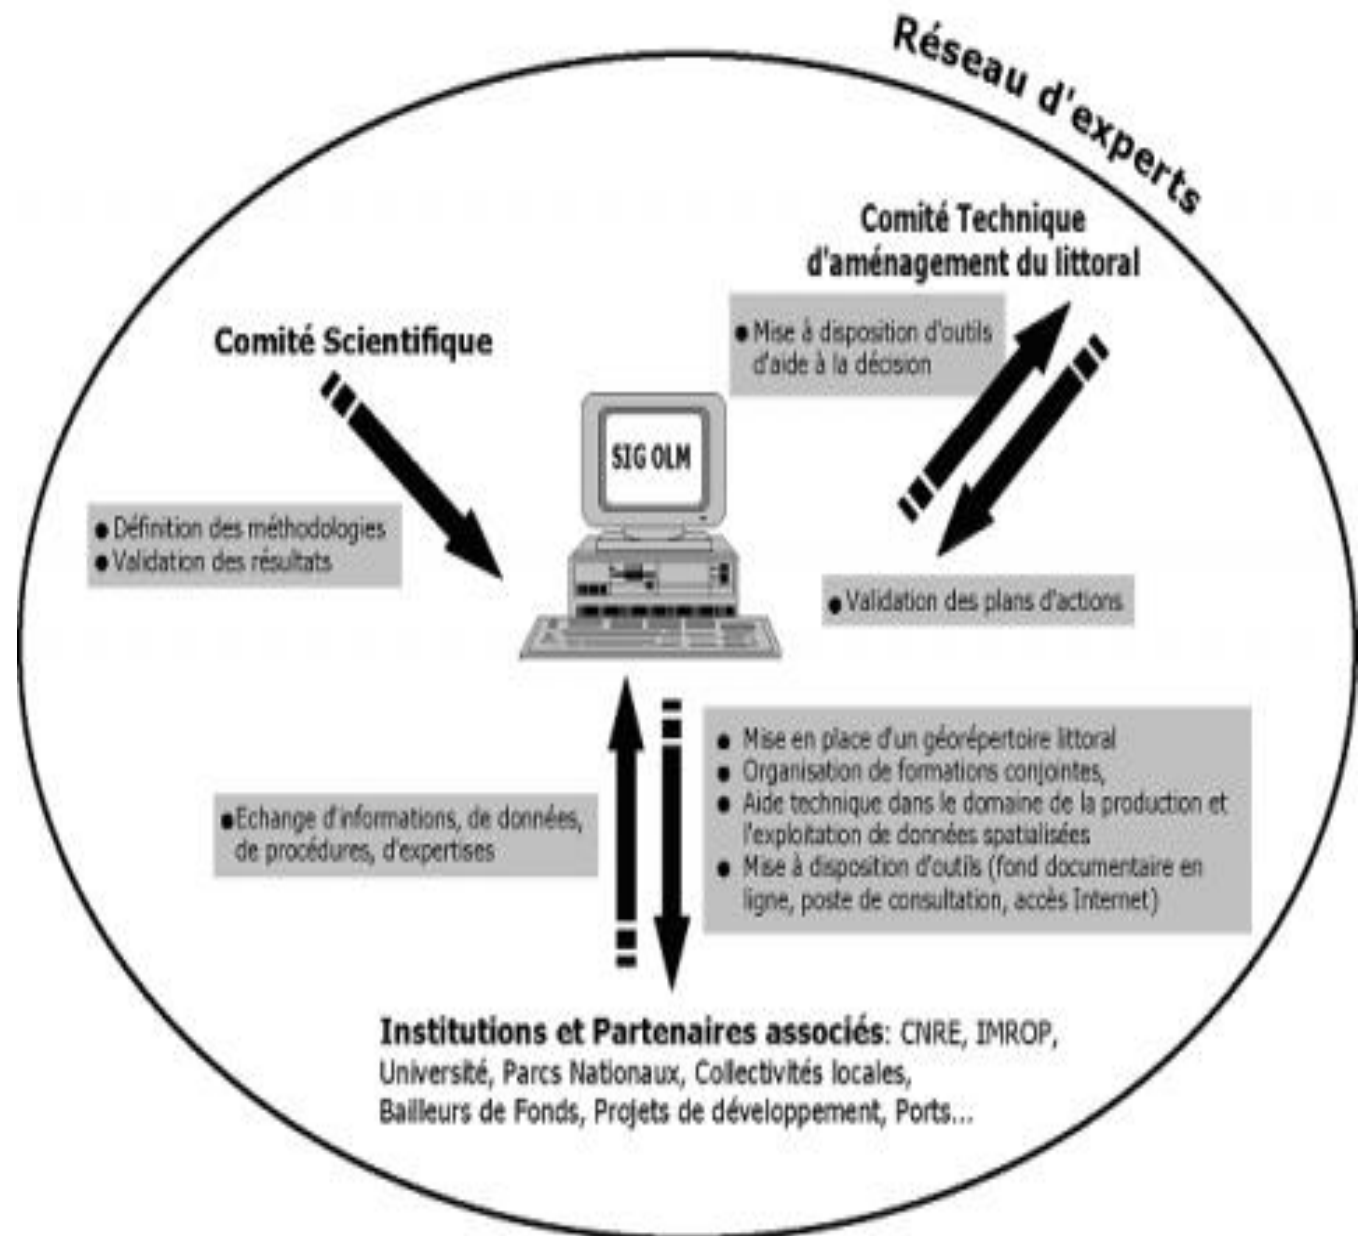 Réseau d'experts
Comité Technique
d'aménagement du littoral
● Mise à disposition d'outils
d'aide à la décision
Comité Scientifique
SIG OLM
● Définition des méthodologies
● Validation des résultats
● Validation des plans d'actions
● Mise en place d'un géorépertoire littoral
● Organisation de formations conjointes,
● Aide technique dans le domaine de la production et
l'exploitation de données spatialisées
● Mise à disposition d'outils (fond documentaire en
ligne, poste de consultation, accès Internet)
● Echange d'informations, de données,
de procédures, d'expertises
Institutions et Partenaires associés: CNRE, IMROP,
Université, Parcs Nationaux, Collectivités locales,
Bailleurs de Fonds, Projets de développement, Ports...